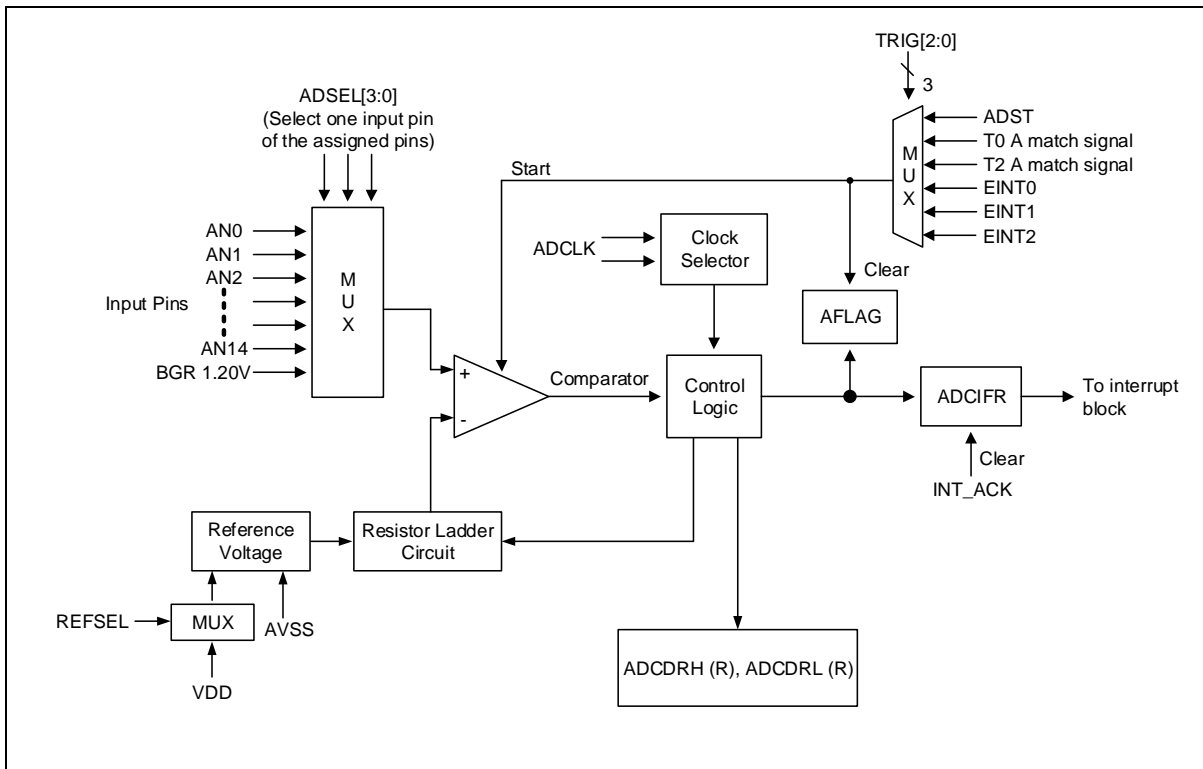 TRIG[2:0]
3
ADSEL[3:0]
(Select one input pin
of the assigned pins)
ADST
T0 A match signal
T2 A match signal
EINT0
EINT1
EINT2
M
U
X
Start
Clear
AN0
AN1
AN2
Input Pins
AN14
BGR 1.20V
M
U
X
ADCLK
Clock
Selector
AFLAG
+
-
Comparator
Control
Logic
ADCIFR
To interrupt
block
Clear
INT_ACK
Reference
Voltage
Resistor Ladder
Circuit
REFSEL
MUX
AVSS
VDD
ADCDRH (R), ADCDRL (R)